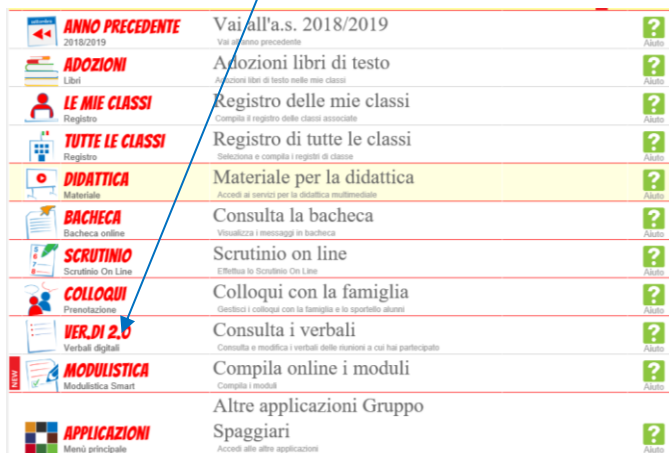 ANNO PRECEDENTE Vai all'a.s. 2018/2019
2018/2019 Vai all'anno precedente Aiuto
ADOZIONI Adozioni libri di testo
Libri Adozioni libri di testo nelle mie classi Aiuto
LE MIE CLASSI Registro delle mie classi
Registro Compila il registro delle classi associate Aiuto
TUTTE LE CLASSI Registro di tutte le classi
Registro Seleziona e compila i registri di classe Aiuto
DIDATTICA Materiale per la didattica
Materiale Accedi ai servizi per la didattica multimediale Aiuto
BACHECA Consulta la bacheca
Bacheca online Visualizza i messaggi in bacheca Aiuto
SCRUTINIO Scrutinio on line
Scrutinio On Line Effettua lo Scrutinio On Line Aiuto
COLLOQUI Colloqui con la famiglia
Prenotazione Gestisci i colloqui con la famiglia e lo sportello alunni Aiuto
VER.DI 2.0 Consulta i verbali
Verbali digitali Consulta e modifica i verbali delle riunioni a cui hai partecipato Aiuto
NEW MODULISTICA Compila online i moduli
Modulistica Smart Compila i moduli Aiuto
Altre applicazioni Gruppo
APPLICAZIONI Spaggiari
Menù principale Accedi alle altre applicazioni Aiuto